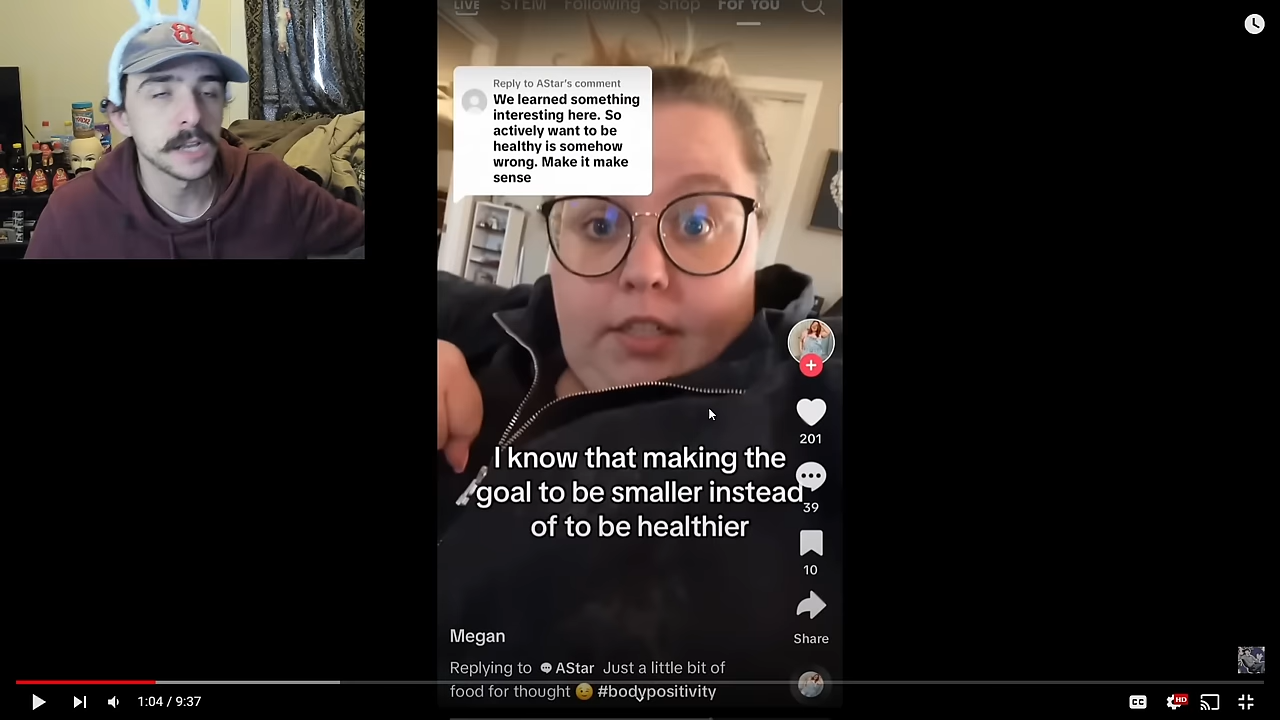 LIVE STEM Following Shop For You
Reply to AStar's comment
We learned something
interesting here. So
actively want to be
healthy is somehow
wrong. Make it make
sense
I know that making the
goal to be smaller instead
of to be healthier
201
39
10
Share
Megan
Replying to AStar Just a little bit of
food for thought 😉 #bodypositivity
1:04 / 9:37
CC
HD